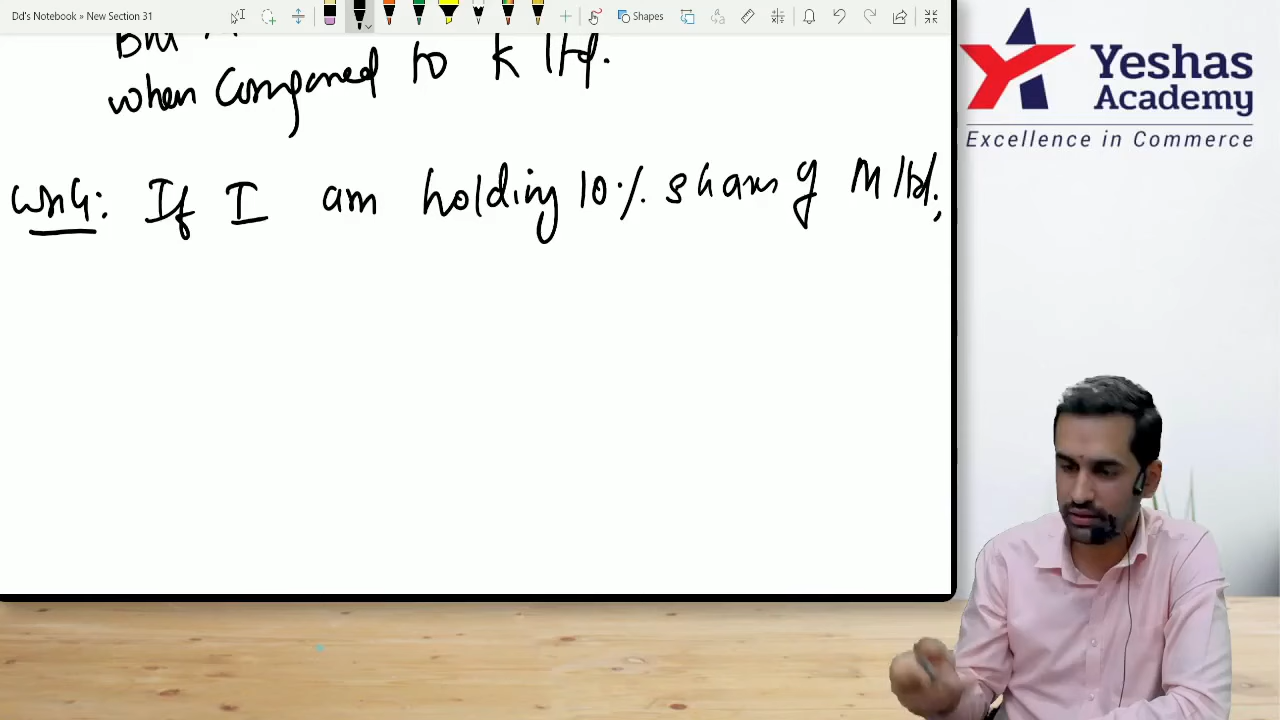 Dd's Notebook » New Section 31
Shapes
when Compared to K ltd.
WN4: If I am holding 10% share of M ltd,
Yeshas
Academy
Excellence in Commerce